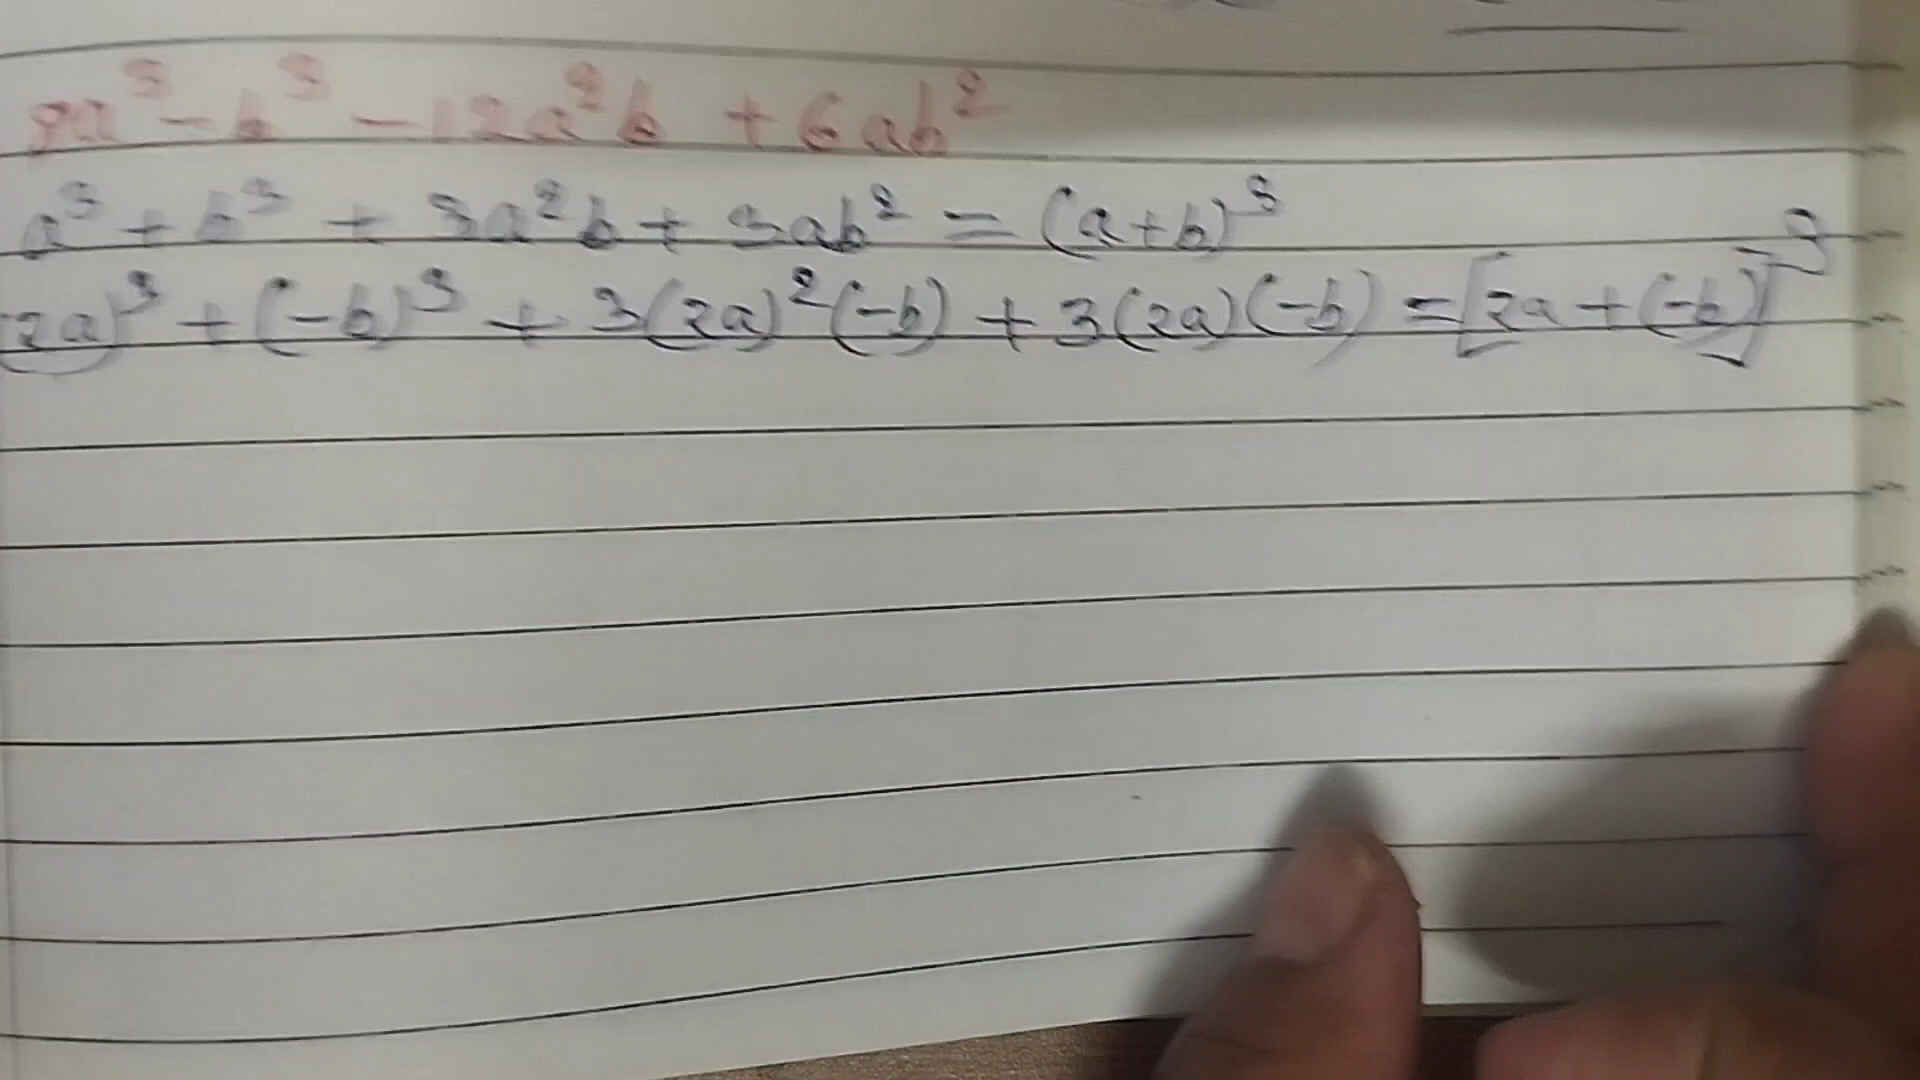 8a³ - b³ - 12a²b + 6ab²
a³ + b³ + 3a²b + 3ab² = (a+b)³
(2a)³ + (-b)³ + 3(2a)²(-b) + 3(2a)(-b) = [2a + (-b)]³